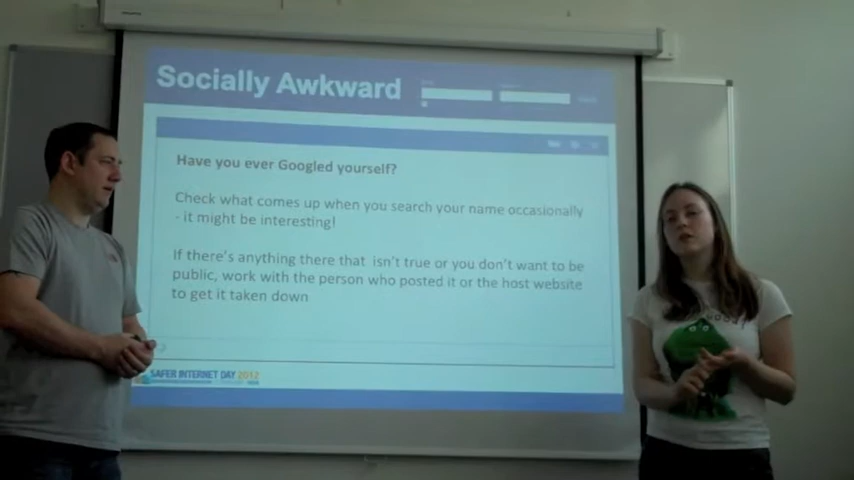 Socially Awkward
Have you ever Googled yourself?
Check what comes up when you search your name occasionally
- it might be interesting!
If there's anything there that isn't true or you don't want to be
public, work with the person who posted it or the host website
to get it taken down
SAFER INTERNET DAY 2012